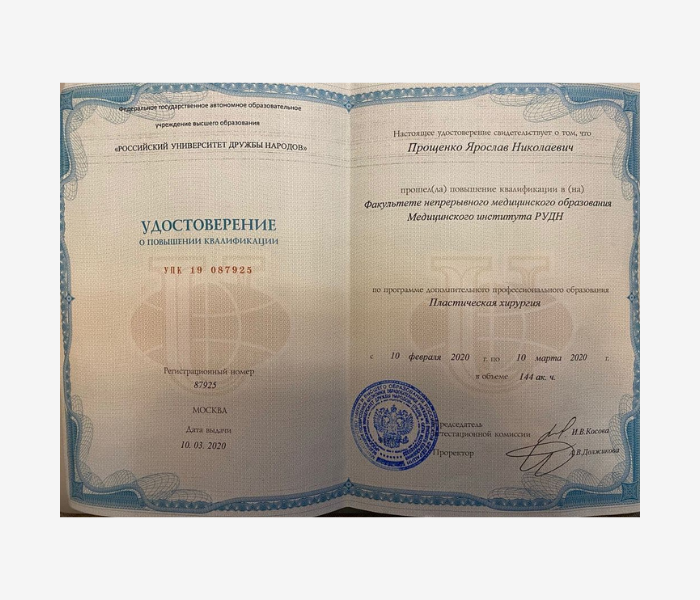 Федеральное государственное автономное образовательное
учреждение высшего образования
«РОССИЙСКИЙ УНИВЕРСИТЕТ ДРУЖБЫ НАРОДОВ»
УДОСТОВЕРЕНИЕ
О ПОВЫШЕНИИ КВАЛИФИКАЦИИ
УПК 19 087925
Регистрационный номер
87925
МОСКВА
Дата выдачи
10. 03. 2020
Настоящее удостоверение свидетельствует о том, что
Прощенко Ярослав Николаевич
прошел(ла) повышение квалификации в (на)
Факультете непрерывного медицинского образования
Медицинского института РУДН
по программе дополнительного профессионального образования
Пластическая хирургия
с 10 февраля 2020 г. по 10 марта 2020 г.
в объеме 144 ак. ч.
Председатель
аттестационной комиссии И.В.Косова
Проректор